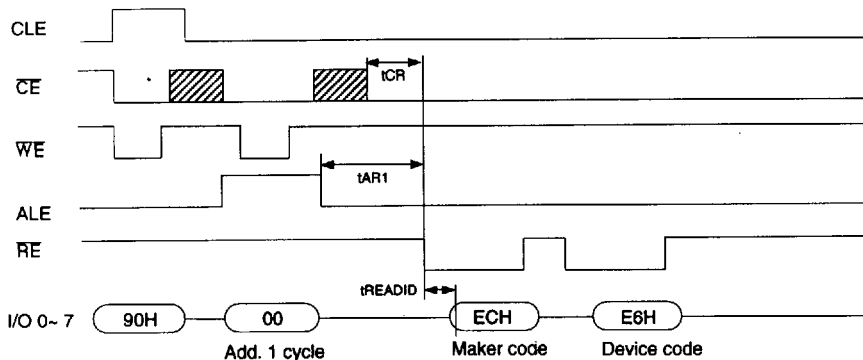 CLE
CE
tCR
WE
tAR1
ALE
RE
tREADID
I/O 0~ 7
90H
00
ECH
E6H
Add. 1 cycle
Maker code
Device code